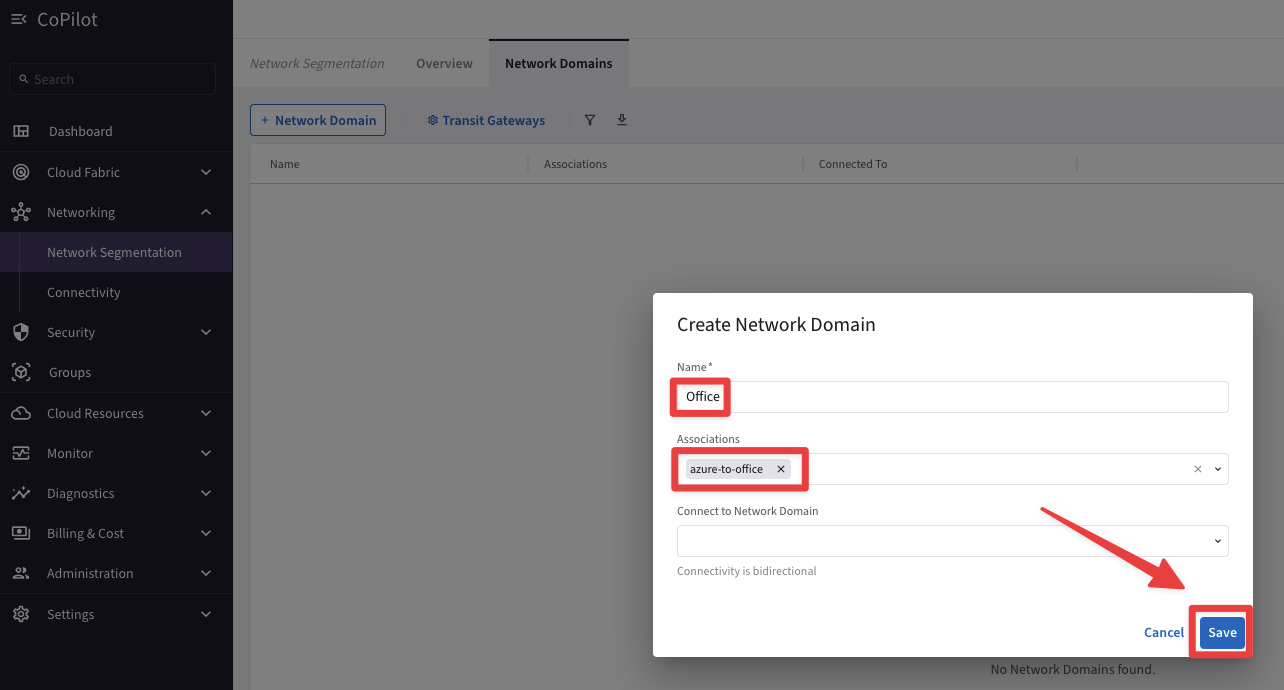 CoPilot
Search
Dashboard
Cloud Fabric
Networking
Network Segmentation
Connectivity
Security
Groups
Cloud Resources
Monitor
Diagnostics
Billing & Cost
Administration
Settings
Network Segmentation Overview Network Domains
+ Network Domain Transit Gateways
Name Associations Connected To
Create Network Domain
Name*
Office
Associations
azure-to-office
Connect to Network Domain
Connectivity is bidirectional
Cancel Save
No Network Domains found.